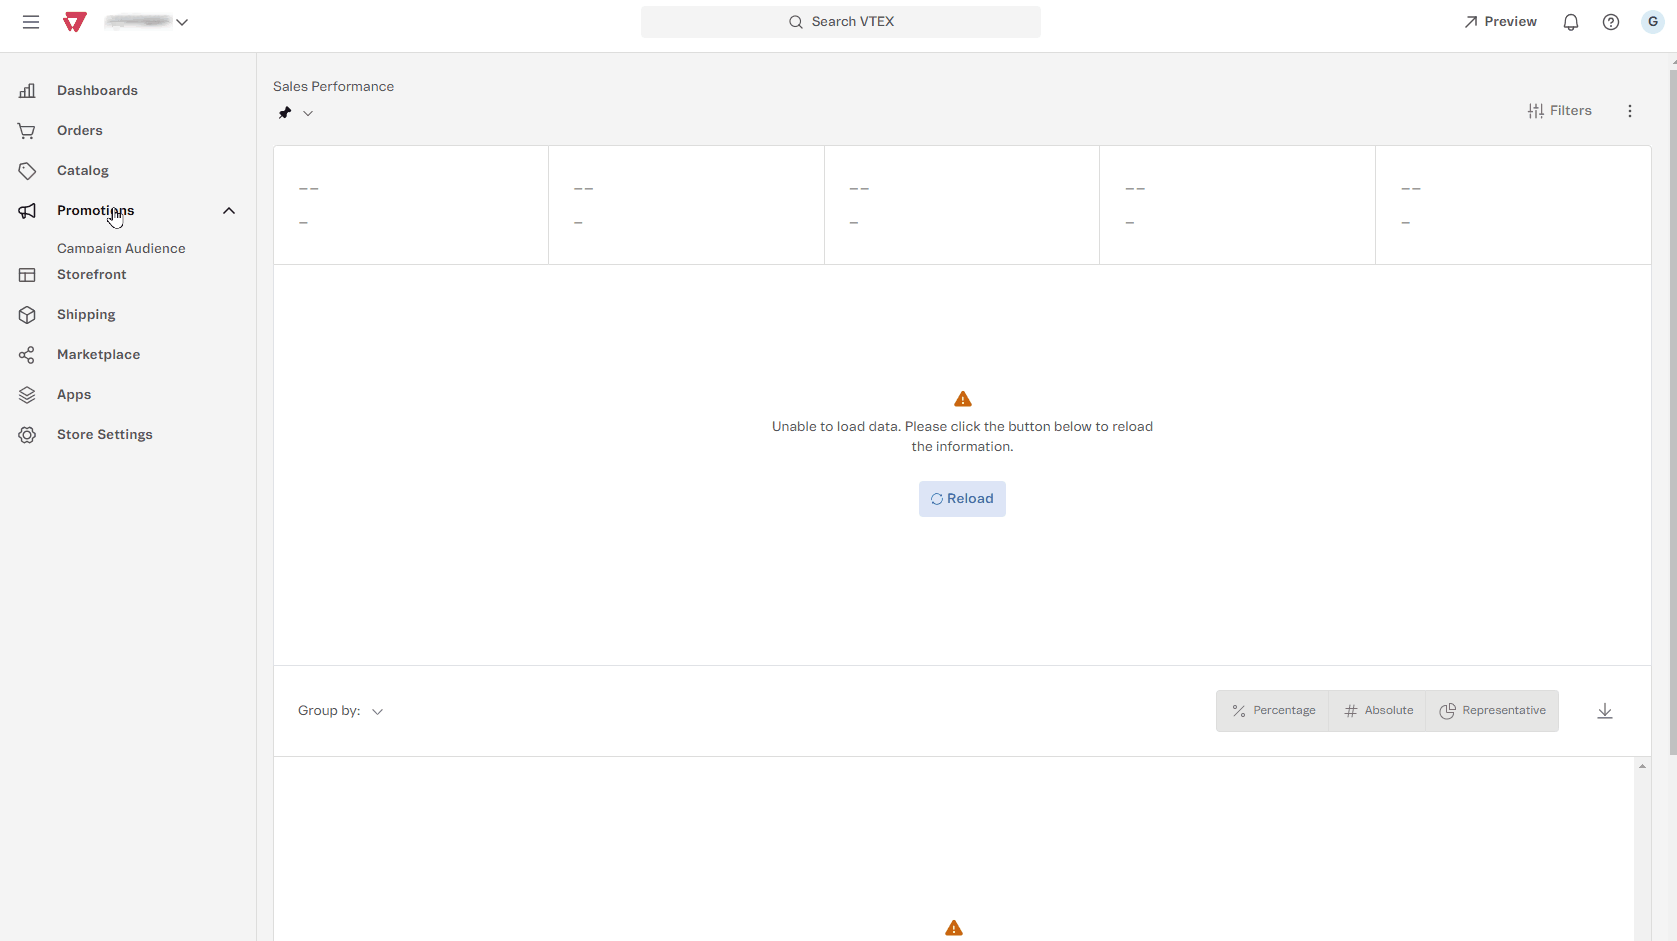 Search VTEX
Preview
G
Dashboards
Orders
Catalog
Promotions
Campaign Audience
Storefront
Shipping
Marketplace
Apps
Store Settings
Sales Performance
Filters
-- -- -- -- --
- - - - -
Unable to load data. Please click the button below to reload
the information.
Reload
Group by:
% Percentage
# Absolute
Representative